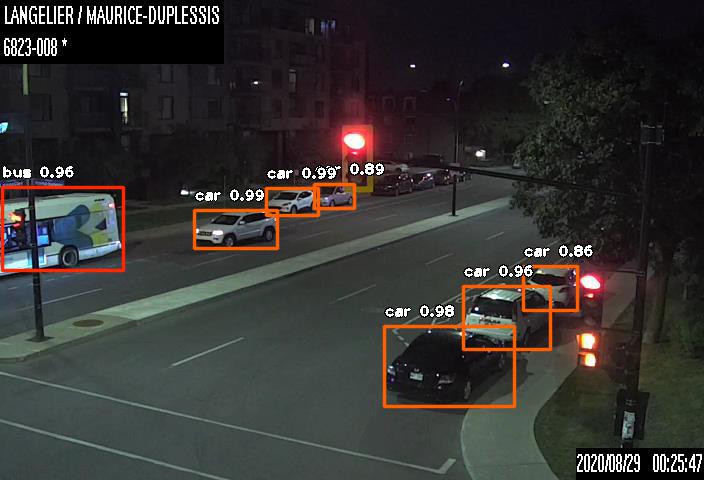 LANGELIER / MAURICE-DUPLESSIS
6823-008 *
bus 0.96
car 0.99
car 0.99
0.89
car 0.98
car 0.96
car 0.86
2020/08/29 00:25:47